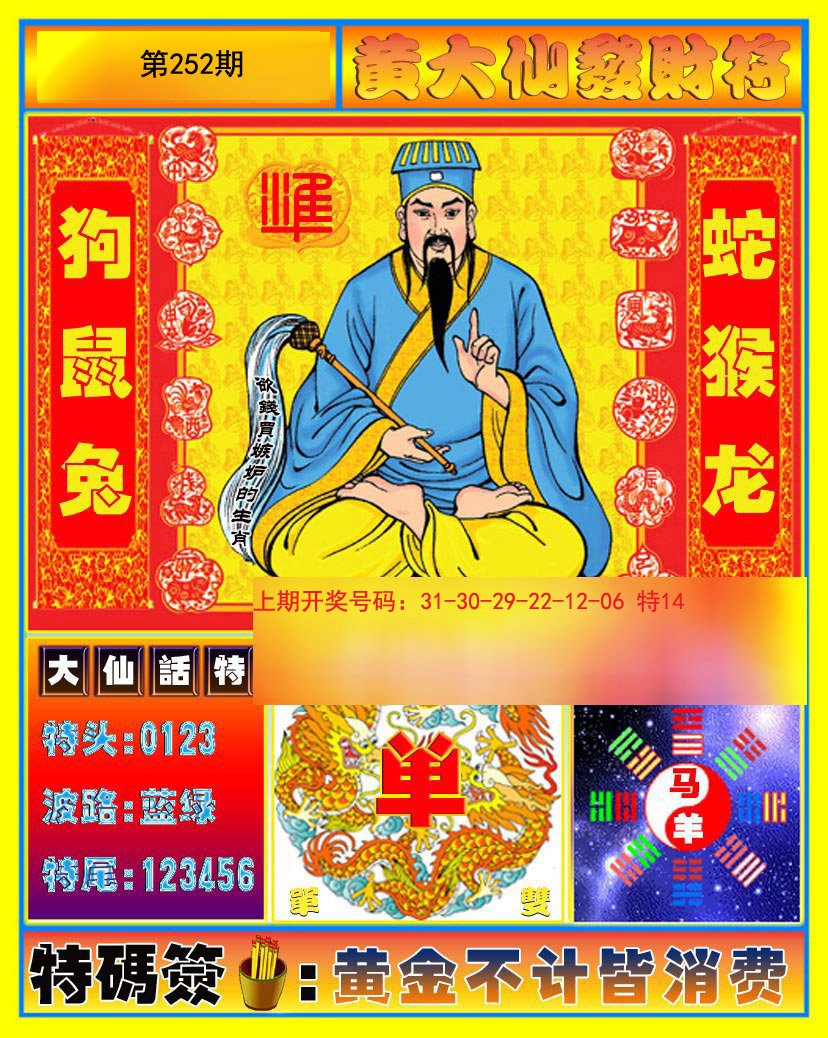 第252期
黄大仙發財符
狗鼠兔
蛇猴龙
欲錢買嫉妒的生肖
上期开奖号码：31-30-29-22-12-06 特14
大仙話特
特头:0123
波路:蓝绿
特尾:123456
单
單 雙
马
羊
特碼簽:黄金不计皆消费